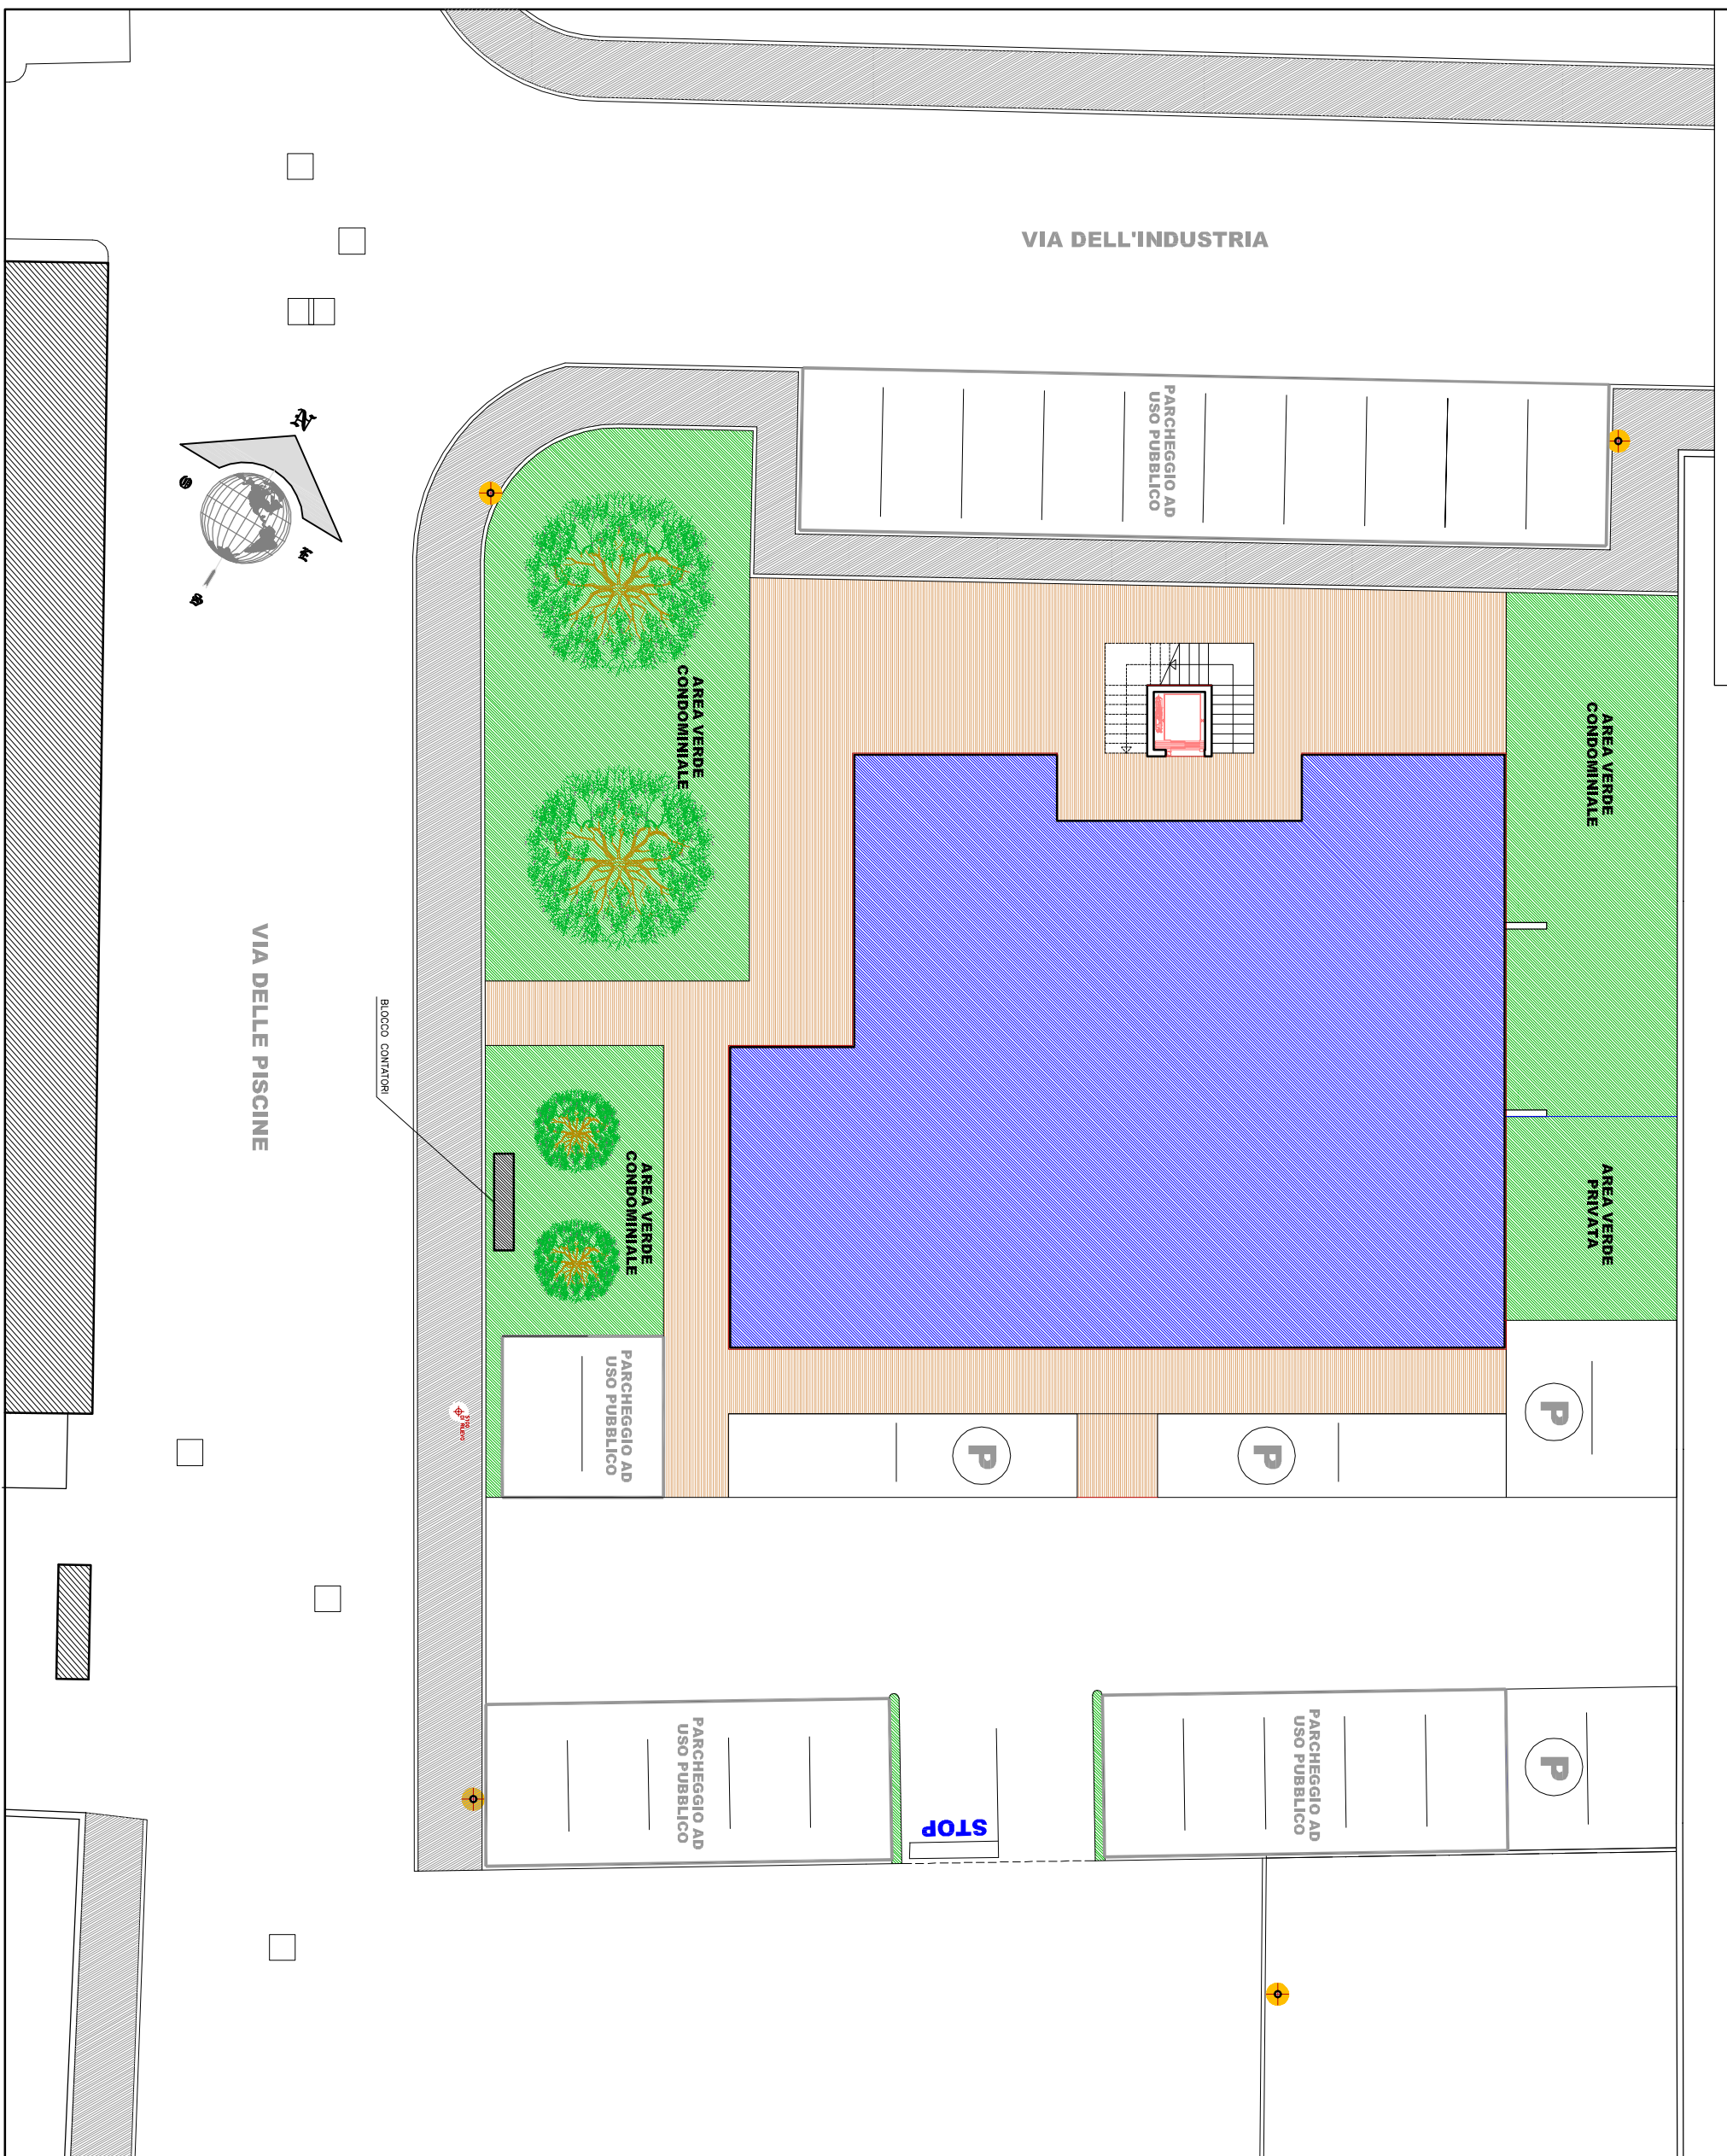 VIA DELL'INDUSTRIA
PARCHEGGIO AD
USO PUBBLICO
N
S
E
AREA VERDE
CONDOMINIALE
AREA VERDE
CONDOMINIALE
VIA DELLE PISCINE
BLOCCO CONTATORI
AREA VERDE
CONDOMINIALE
AREA VERDE
PRIVATA
PARCHEGGIO AD
USO PUBBLICO
P
P
P
PARCHEGGIO AD
USO PUBBLICO
STOP
PARCHEGGIO AD
USO PUBBLICO
P